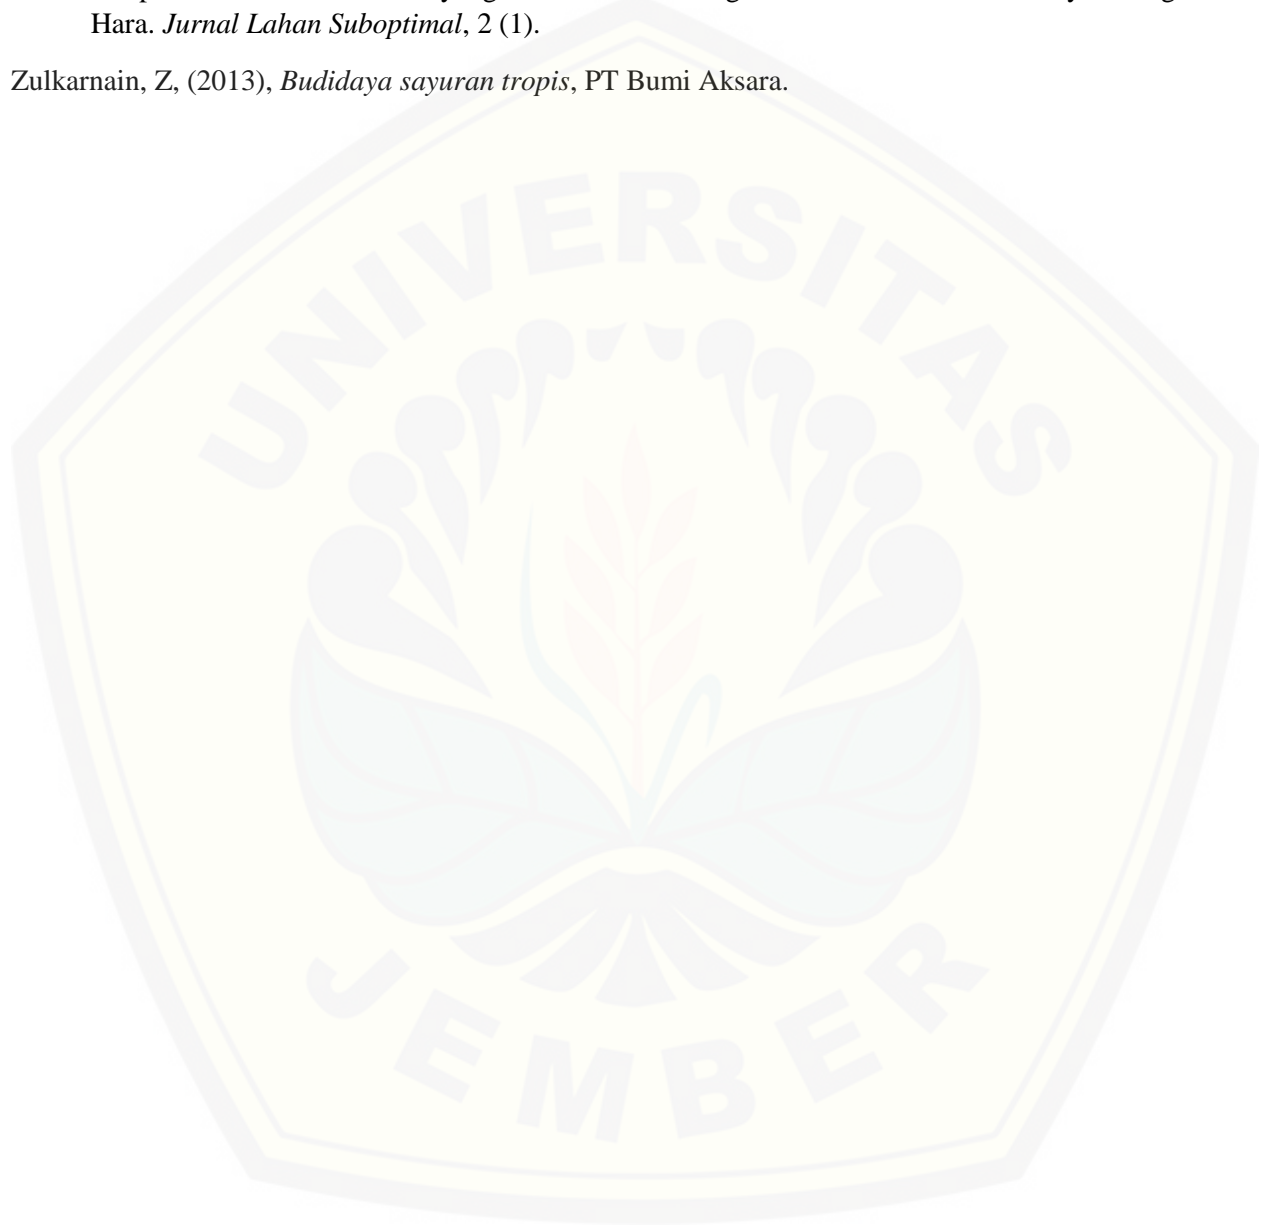 Hara. Jurnal Lahan Suboptimal, 2 (1).
Zulkarnain, Z, (2013), Budidaya sayuran tropis, PT Bumi Aksara.
UNIVERSITAS
JEMBER